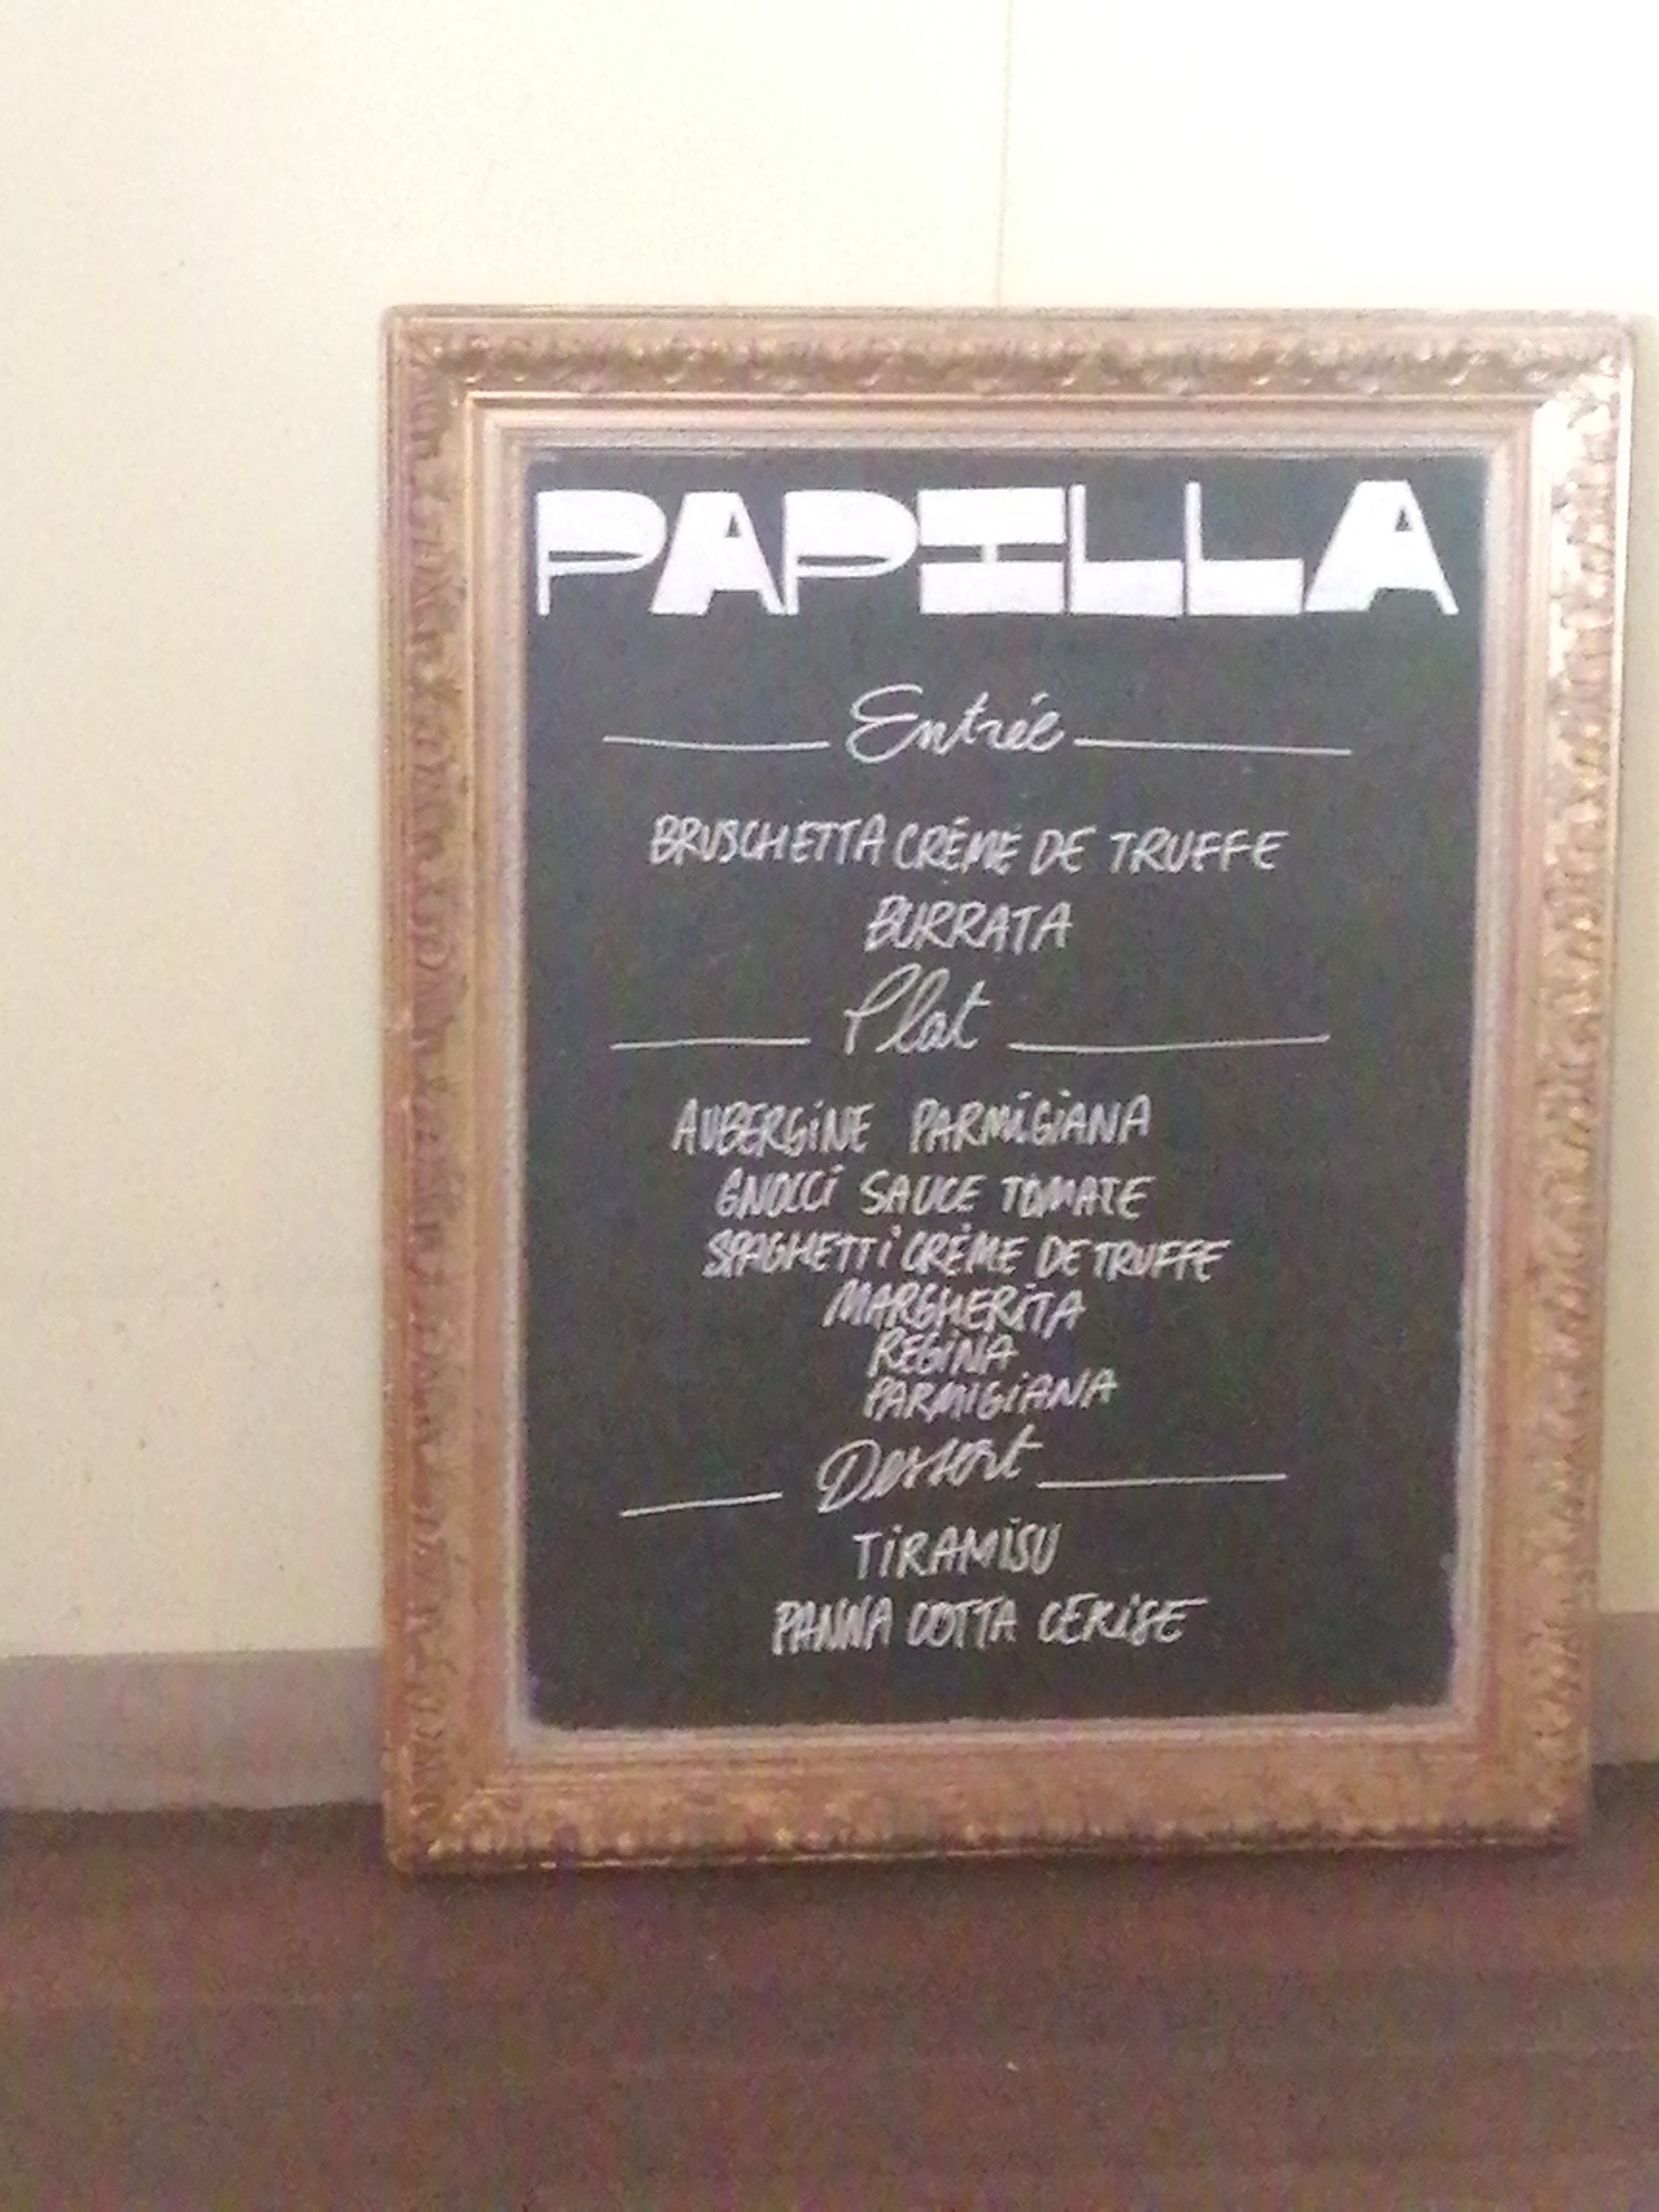 PAPILLA
Entrée
BRUSCHETTA CRÈME DE TRUFFE
BURRATA
Plat
AUBERGiNE PARMiGiANA
GNOCCi SAUCE TOMATE
SPAGHETTi CRÈME DE TRUFFE
MARGHERiTA
REGiNA
PARMIGiANA
Dessert
TiRAMiSU
PANNA COTTA CERiSE